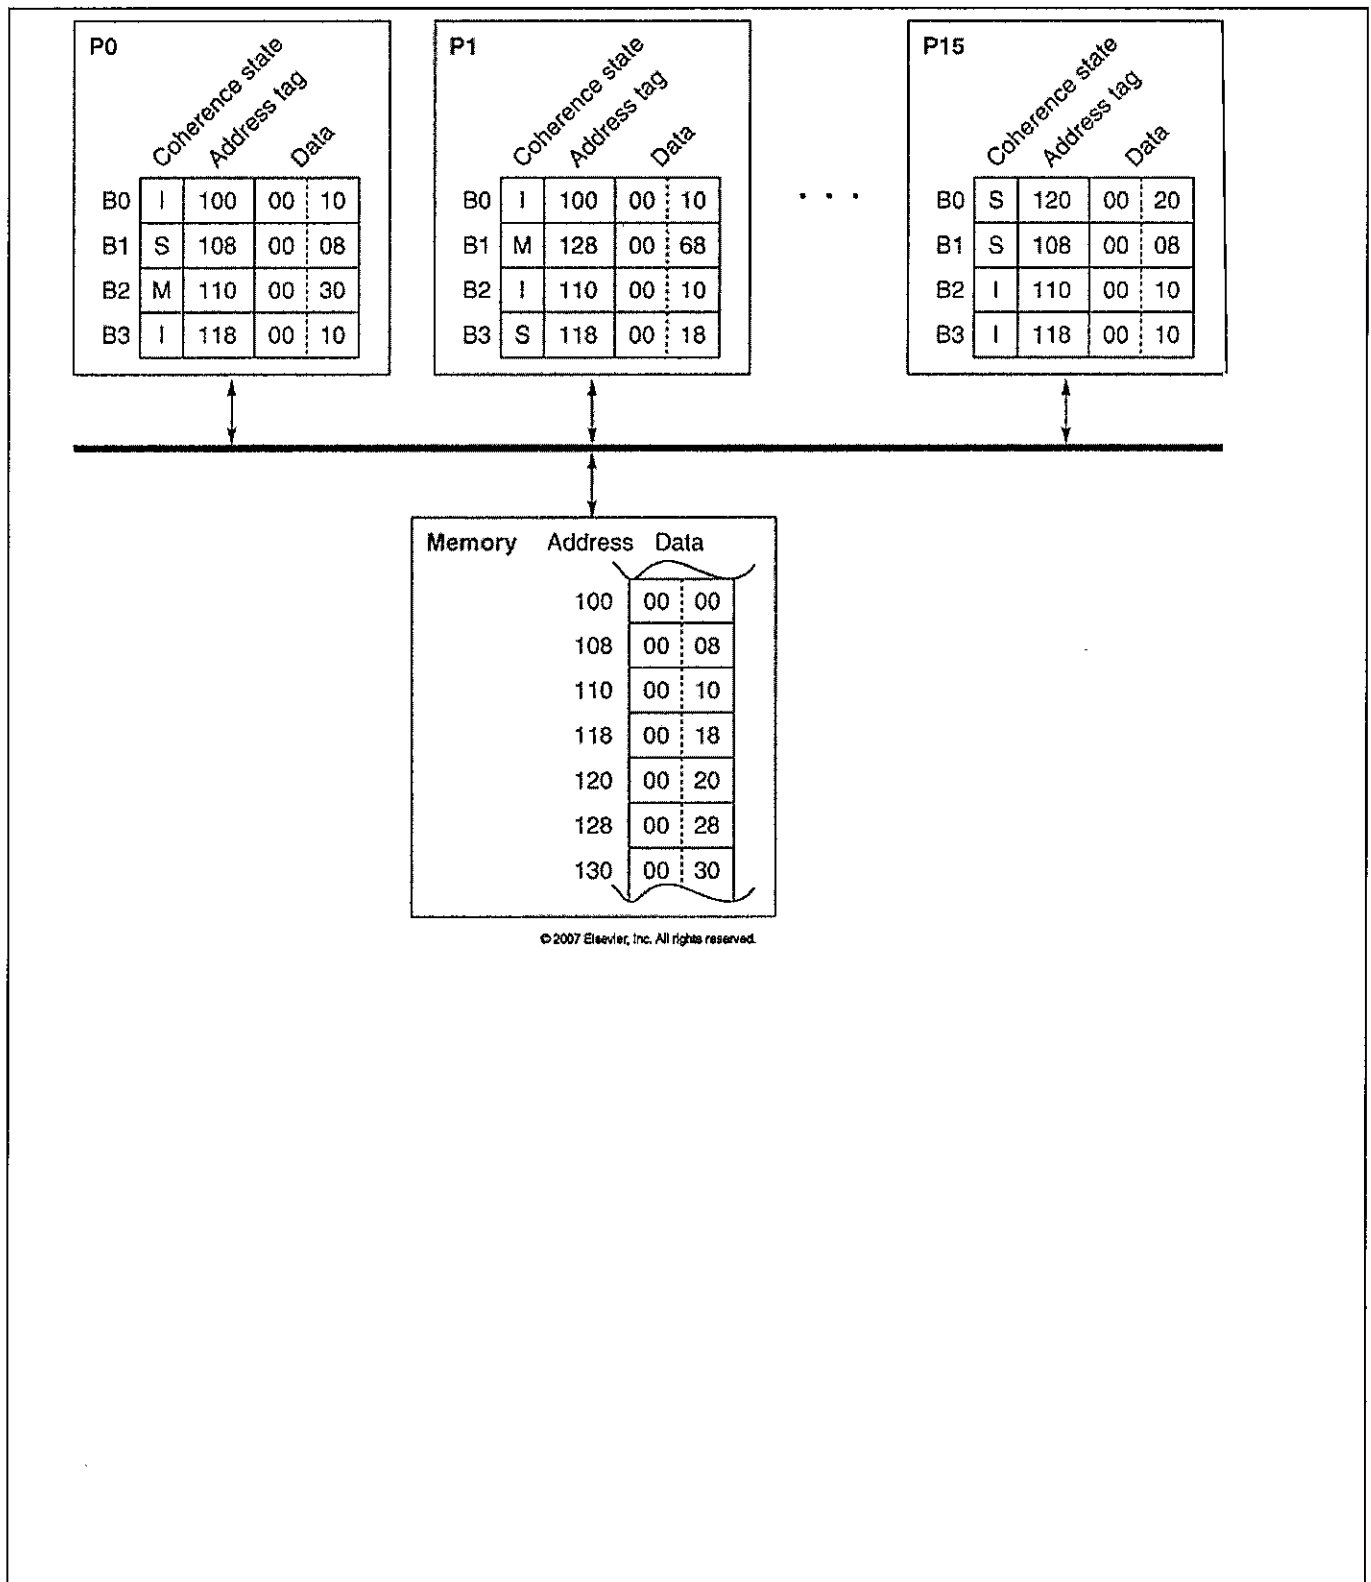 P0
Coherence state
Address tag
Data
B0 I 100 00 10
B1 S 108 00 08
B2 M 110 00 30
B3 I 118 00 10
P1
Coherence state
Address tag
Data
B0 I 100 00 10
B1 M 128 00 68
B2 I 110 00 10
B3 S 118 00 18
. . .
P15
Coherence state
Address tag
Data
B0 S 120 00 20
B1 S 108 00 08
B2 I 110 00 10
B3 I 118 00 10
Memory Address Data
100 00 00
108 00 08
110 00 10
118 00 18
120 00 20
128 00 28
130 00 30
© 2007 Elsevier, Inc. All rights reserved.